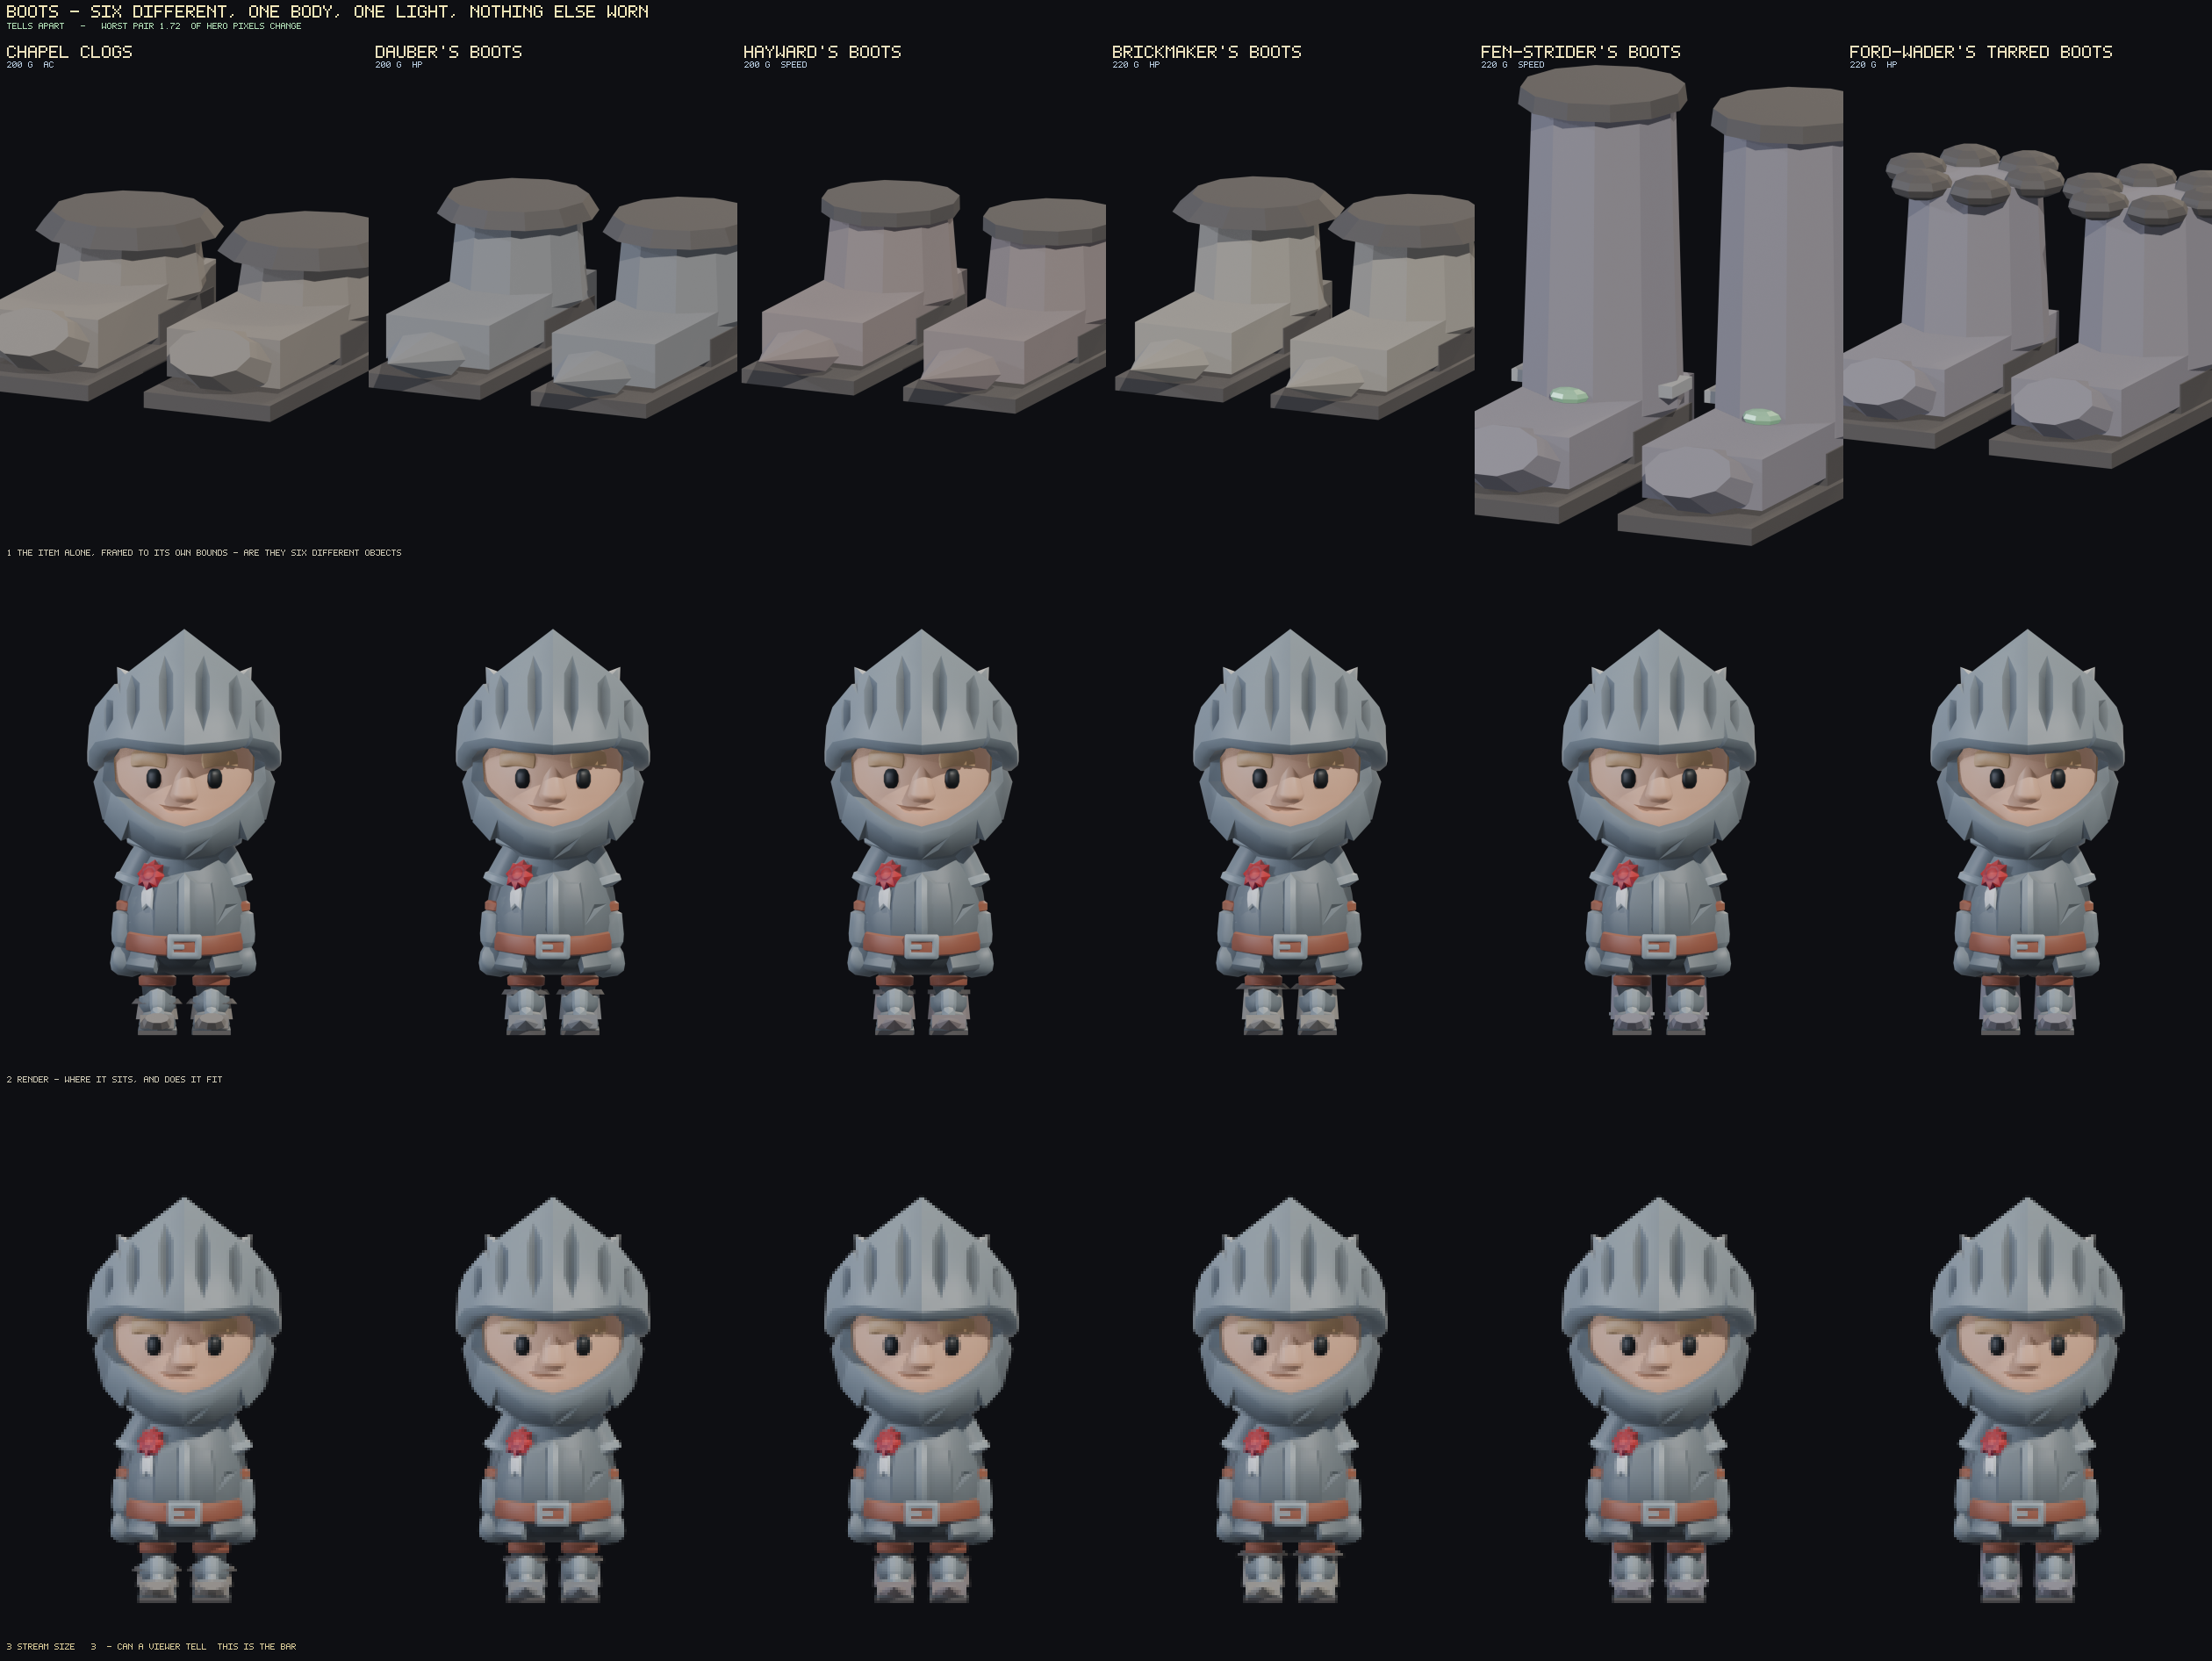 BOOTS - SIX DIFFERENT, ONE BODY, ONE LIGHT, NOTHING ELSE WORN
TELLS APART - WORST PAIR 1.72 OF HERO PIXELS CHANGE
CHAPEL CLOGS
200 G AC
DAUBER'S BOOTS
200 G HP
HAYWARD'S BOOTS
200 G SPEED
BRICKMAKER'S BOOTS
220 G HP
FEN-STRIDER'S BOOTS
220 G SPEED
FORD-WADER'S TARRED BOOTS
220 G HP
1 THE ITEM ALONE, FRAMED TO ITS OWN BOUNDS - ARE THEY SIX DIFFERENT OBJECTS
2 RENDER - WHERE IT SITS, AND DOES IT FIT
3 STREAM SIZE 3 - CAN A VIEWER TELL THIS IS THE BAR